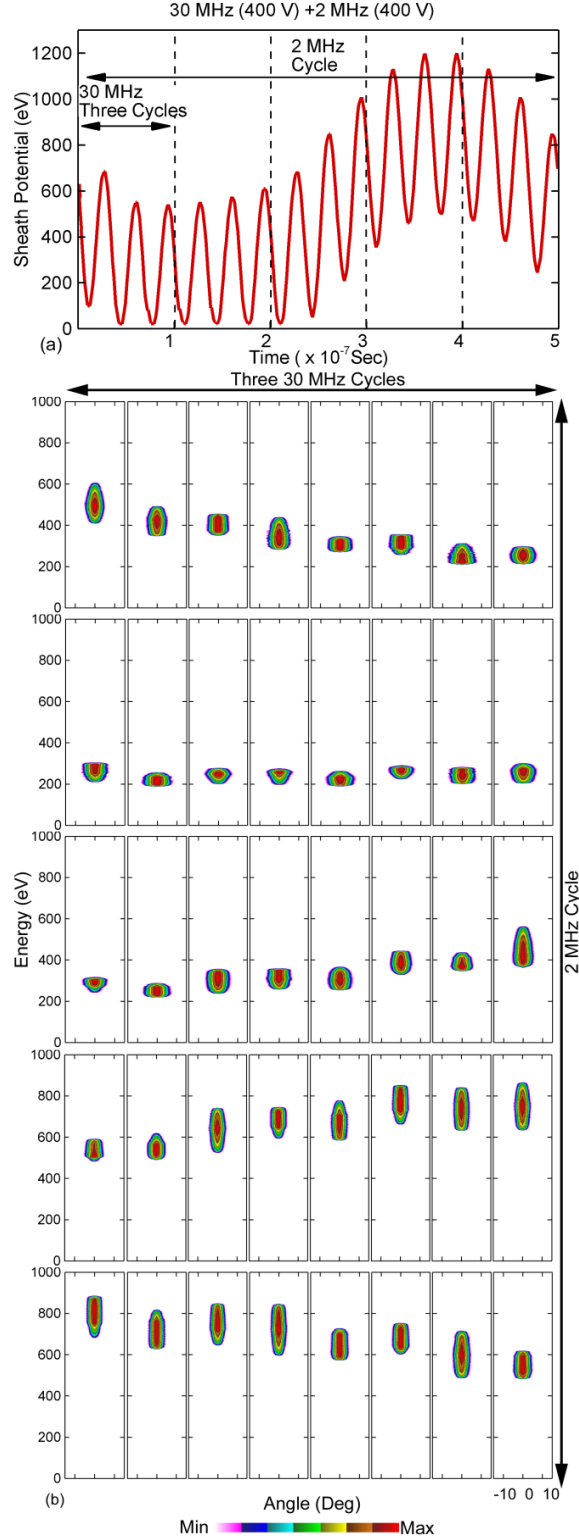 30 MHz (400 V) +2 MHz (400 V)
1200
1000
800
600
400
200
0
Sheath Potential (eV)
2 MHz
Cycle
30 MHz
Three Cycles
(a)
1
2
3
4
5
Time ( x 10⁻⁷Sec)
Three 30 MHz Cycles
1000
800
600
400
200
0
1000
800
600
400
200
0
1000
800
600
400
200
0
1000
800
600
400
200
0
1000
800
600
400
200
0
Energy (eV)
2 MHz Cycle
-10 0 10
(b)
Angle (Deg)
Min Max